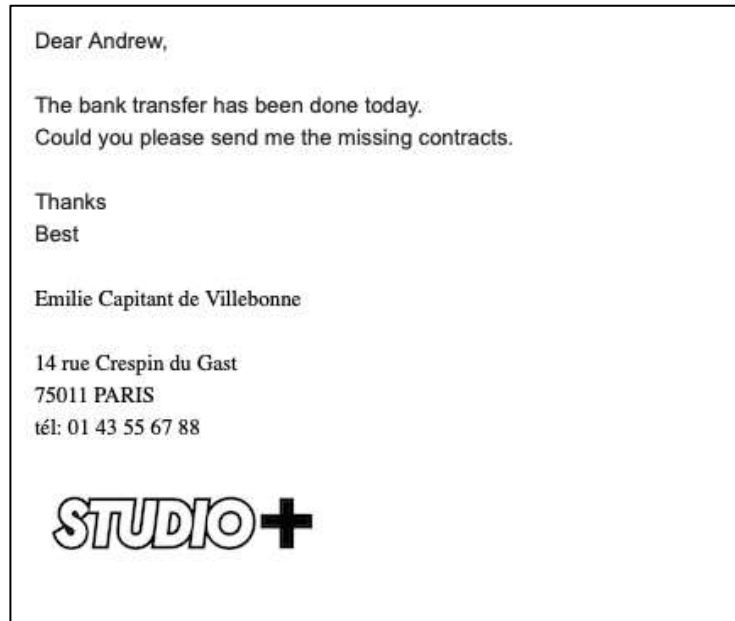 Dear Andrew,
The bank transfer has been done today.
Could you please send me the missing contracts.
Thanks
Best
Emilie Capitant de Villebonne
14 rue Crespin du Gast
75011 PARIS
tél: 01 43 55 67 88
STUDIO+